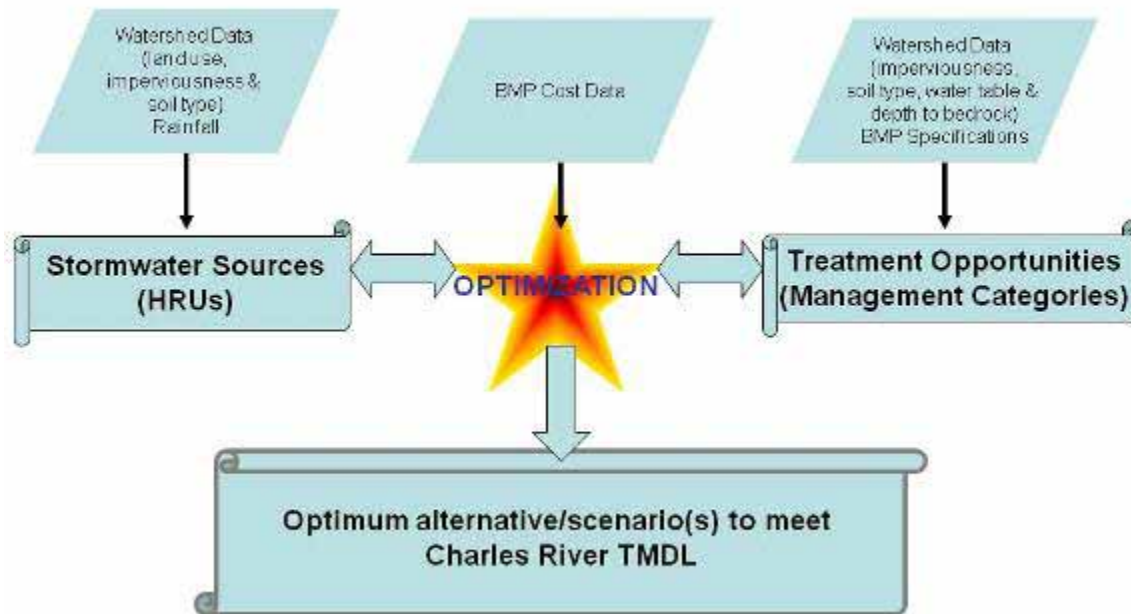 Watershed Data
(land use,
imperviousness &
soil type)
Rainfall
BMP Cost Data
Watershed Data
(imperviousness,
soil type, water table &
depth to bedrock)
BMP Specifications
Stormwater Sources
(HRUs)
OPTIMIZATION
Treatment Opportunities
(Management Categories)
Optimum alternative/scenario(s) to meet
Charles River TMDL